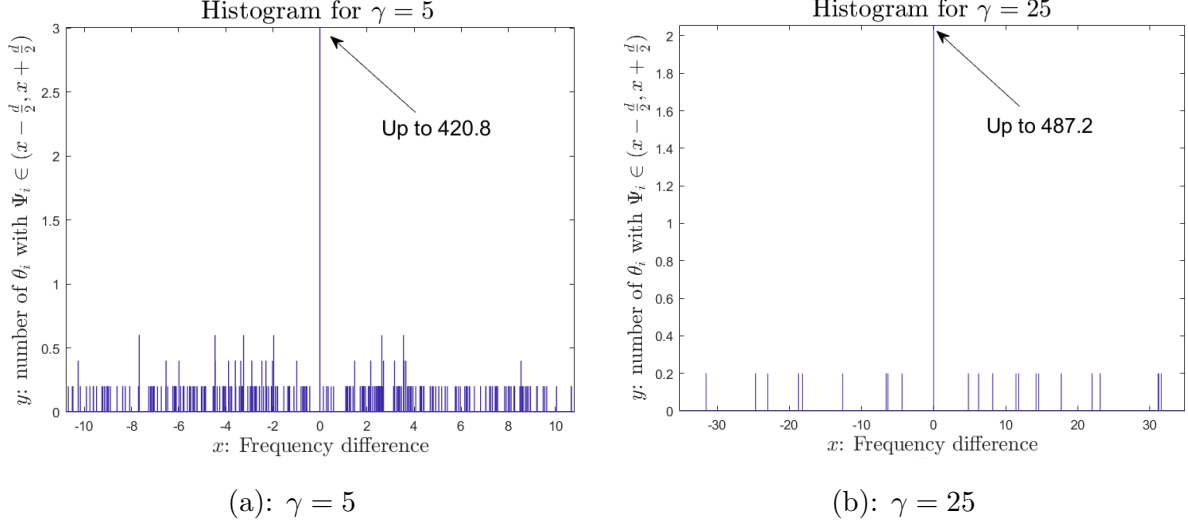 Histogram for γ = 5
y: number of θ_i with Ψ_i ∈ (x − d/2, x + d/2)
3
2.5
2
1.5
1
0.5
0
Up to 420.8
-10 -8 -6 -4 -2 0 2 4 6 8 10
x: Frequency difference
(a): γ = 5
Histogram for γ = 25
y: number of θ_i with Ψ_i ∈ (x − d/2, x + d/2)
2
1.8
1.6
1.4
1.2
1
0.8
0.6
0.4
0.2
0
Up to 487.2
-30 -20 -10 0 10 20 30
x: Frequency difference
(b): γ = 25